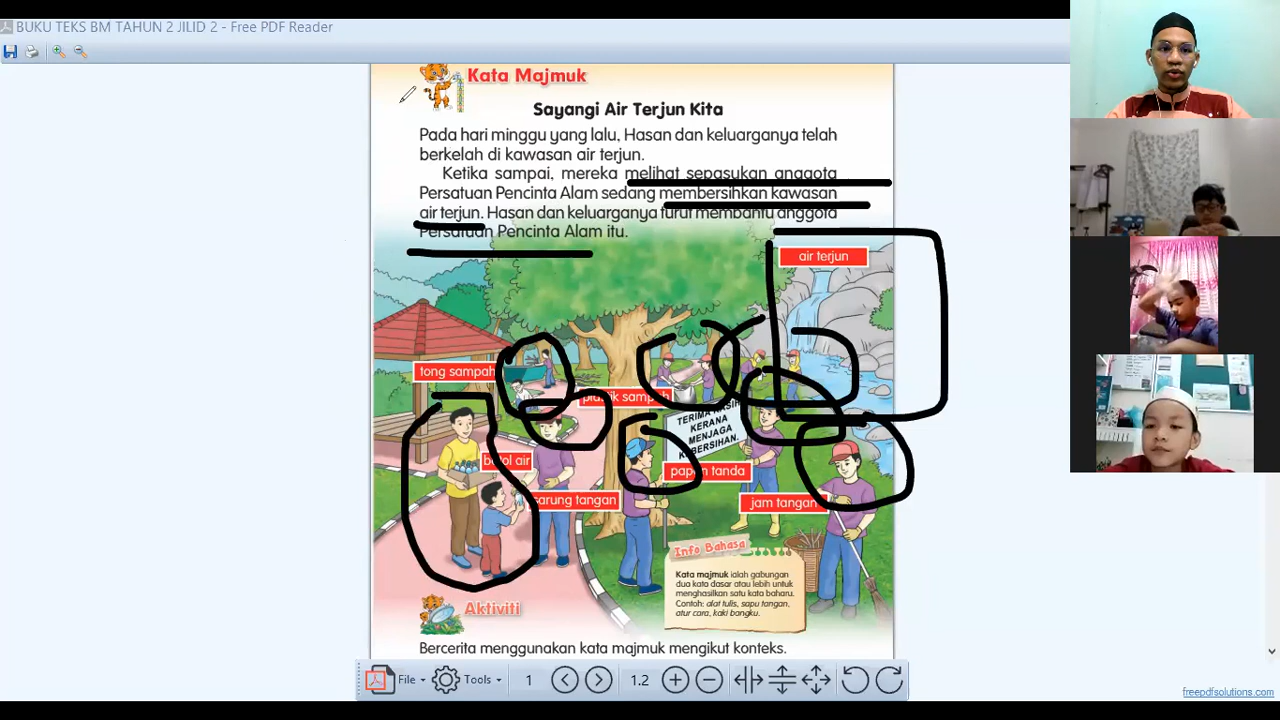 BUKU TEKS BM TAHUN 2 JILID 2 - Free PDF Reader
Kata Majmuk
Sayangi Air Terjun Kita
Pada hari minggu yang lalu, Hasan dan keluarganya telah
berkelah di kawasan air terjun.
Ketika sampai, mereka melihat sepasukan anggota
Persatuan Pencinta Alam sedang membersihkan kawasan
air terjun. Hasan dan keluarganya turut membantu anggota
Persatuan Pencinta Alam itu.
air terjun
tong sampah
plastik sampah
TERIMA KASIH
KERANA
MENJAGA
KEBERSIHAN.
botol air
papan tanda
sarung tangan
jam tangan
Info Bahasa
Kata majmuk ialah gabungan
dua kata dasar atau lebih untuk
menghasilkan satu kata baharu.
Contoh: alat tulis, sapu tangan,
atur cara, kaki bangku.
Aktiviti
Bercerita menggunakan kata majmuk mengikut konteks.
File Tools 1 1.2
freepdfsolutions.com